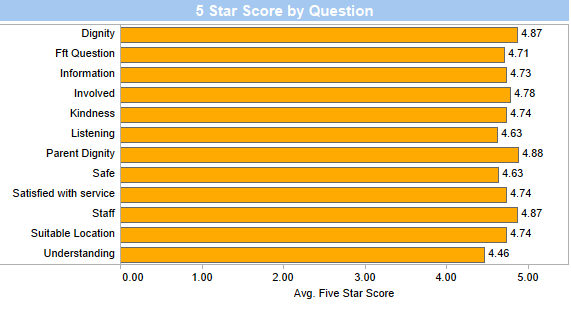 5 Star Score by Question
Dignity 4.87
Fft Question 4.71
Information 4.73
Involved 4.78
Kindness 4.74
Listening 4.63
Parent Dignity 4.88
Safe 4.63
Satisfied with service 4.74
Staff 4.87
Suitable Location 4.74
Understanding 4.46
0.00 1.00 2.00 3.00 4.00 5.00
Avg. Five Star Score